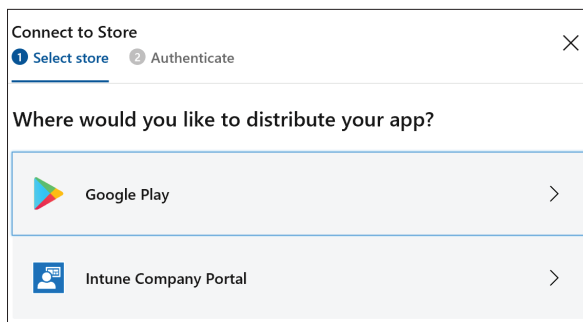 Connect to Store
1 Select store 2 Authenticate
Where would you like to distribute your app?
Google Play
Intune Company Portal